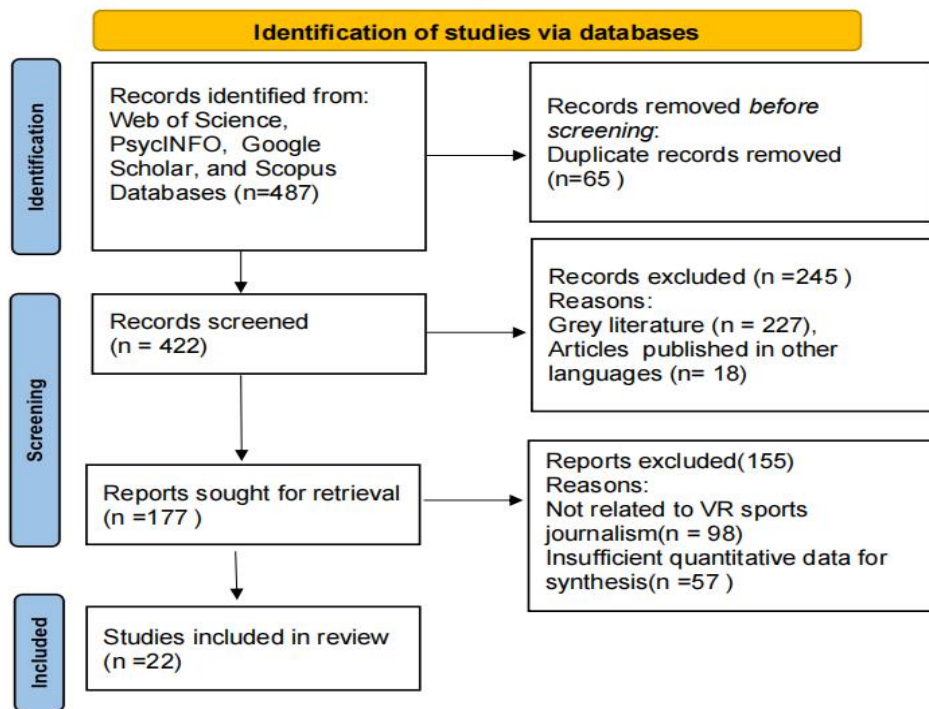 Identification of studies via databases
Identification
Records identified from:
Web of Science,
PsycINFO, Google
Scholar, and Scopus
Databases (n=487)
Records removed before
screening:
Duplicate records removed
(n=65 )
Screening
Records screened
(n = 422)
Records excluded (n =245 )
Reasons:
Grey literature (n = 227),
Articles published in other
languages (n= 18)
Reports sought for retrieval
(n =177 )
Reports excluded(155)
Reasons:
Not related to VR sports
journalism(n = 98)
Insufficient quantitative data for
synthesis(n =57 )
Included
Studies included in review
(n =22)